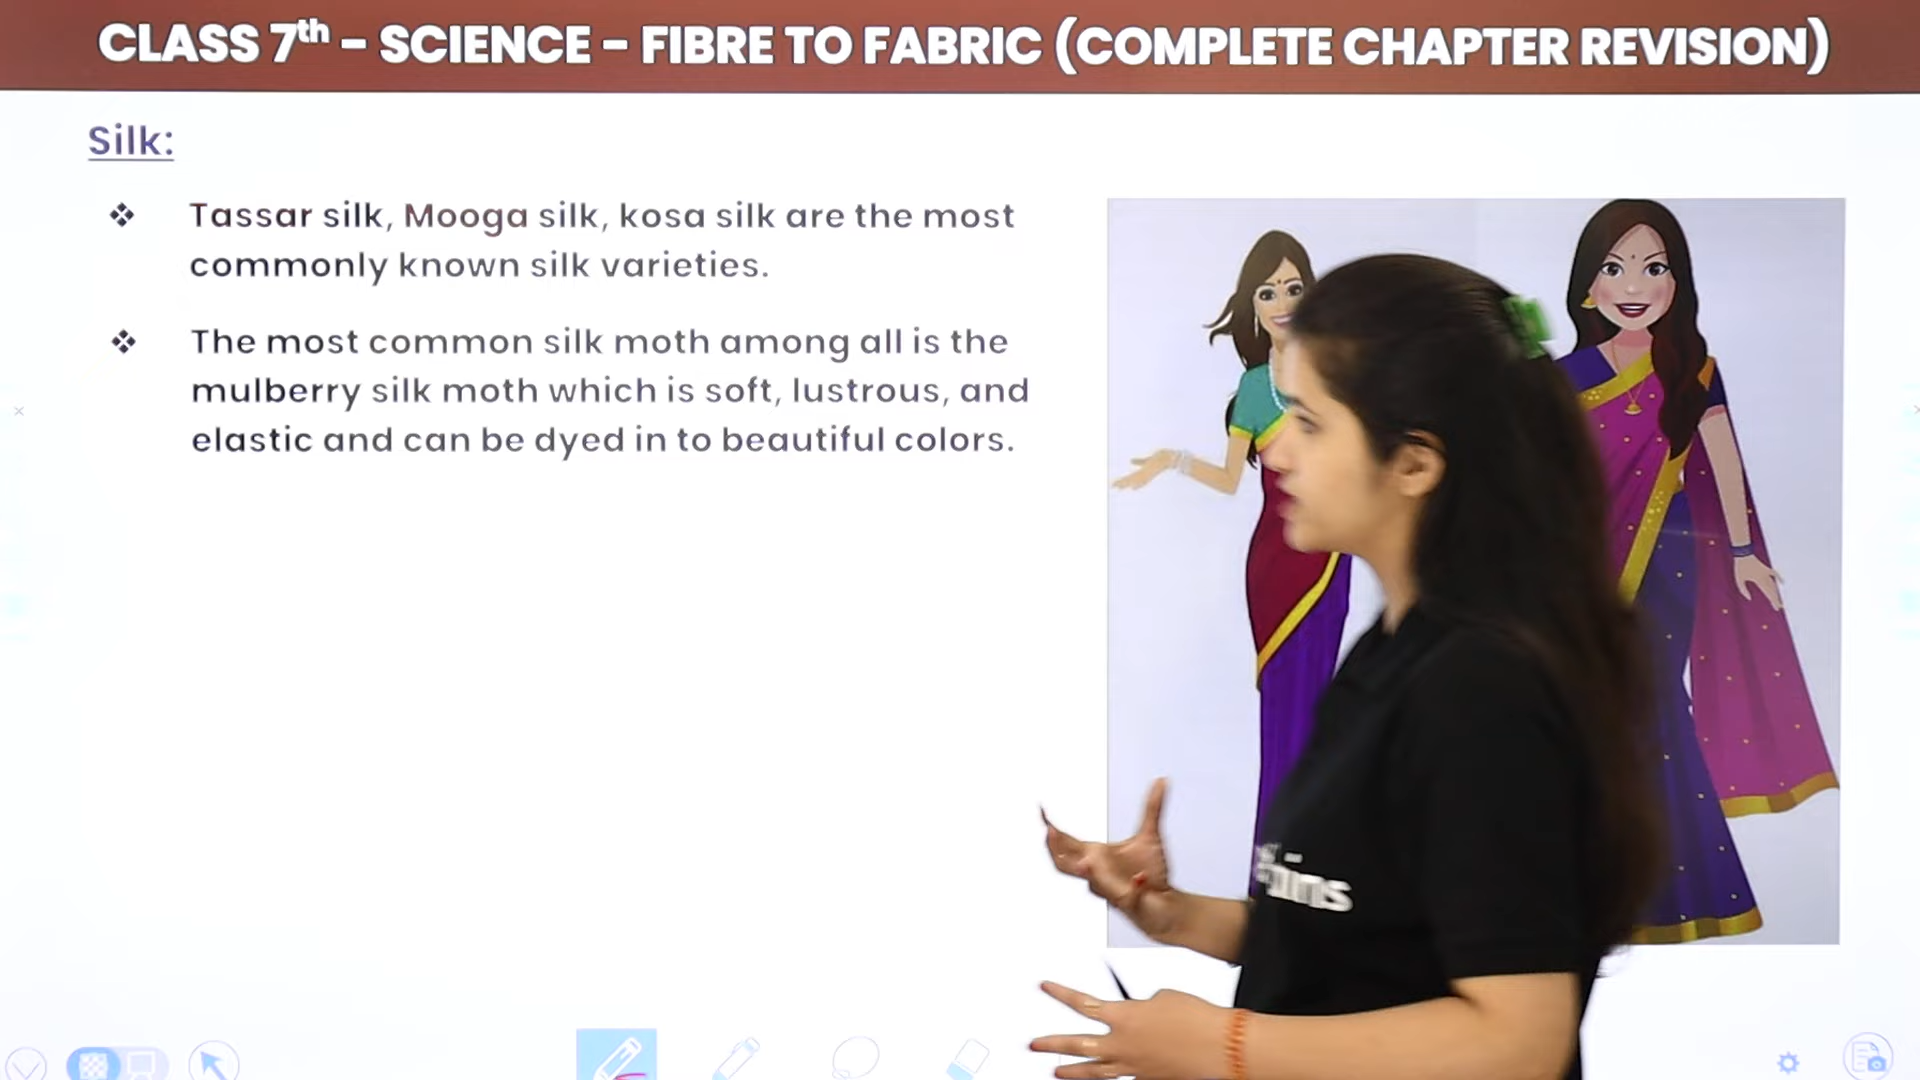 CLASS 7th - SCIENCE - FIBRE TO FABRIC (COMPLETE CHAPTER REVISION)
Silk:
❖ Tassar silk, Mooga silk, kosa silk are the most
commonly known silk varieties.
❖ The most common silk moth among all is the
mulberry silk moth which is soft, lustrous, and
elastic and can be dyed in to beautiful colors.